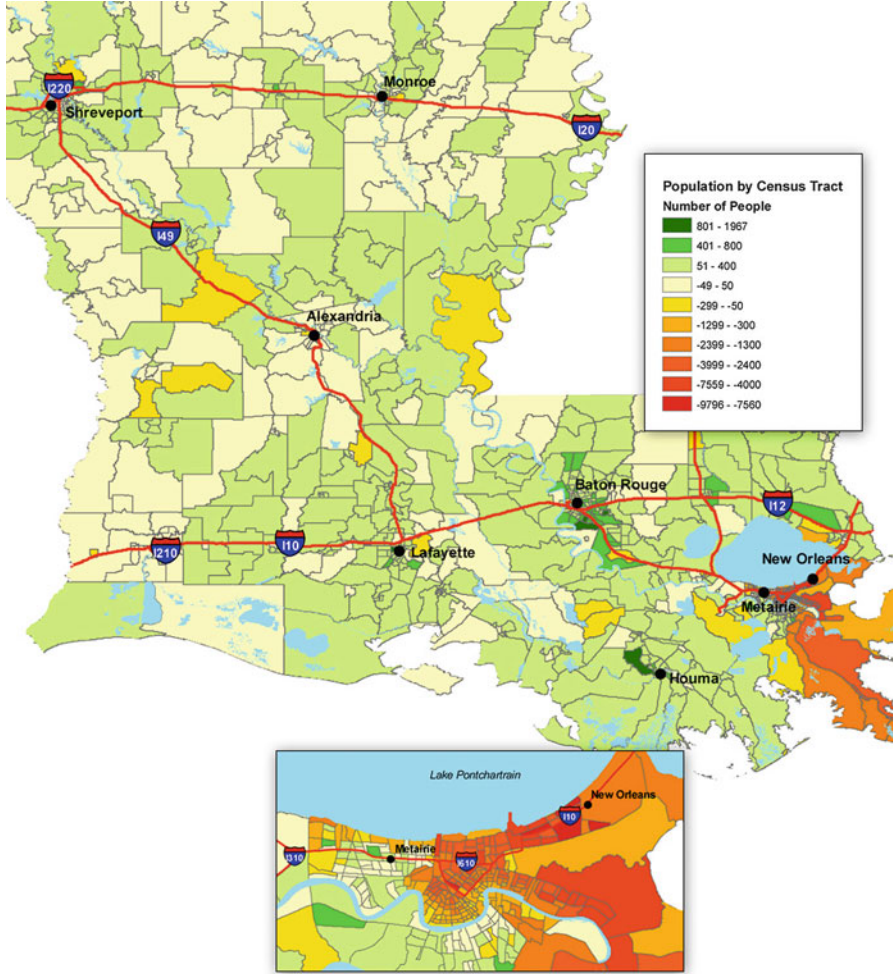 I220
Shreveport
Monroe
I20
Population by Census Tract
Number of People
801 - 1967
401 - 800
51 - 400
-49 - 50
-299 - -50
-1299 - -300
-2399 - -1300
-3999 - -2400
-7559 - -4000
-9796 - -7560
I49
Alexandria
Baton Rouge
I12
I210
I10
Lafayette
New Orleans
Metairie
Houma
Lake Pontchartrain
New Orleans
I10
Metairie
I310
I610